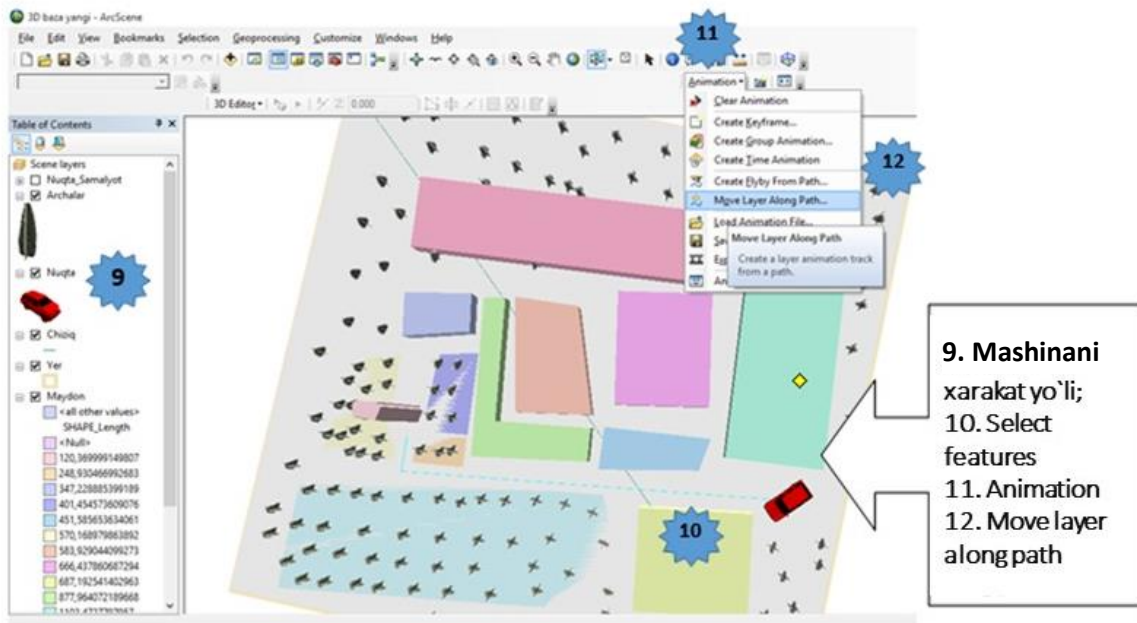 3D baza yangi - ArcScene
File Edit View Bookmarks Selection Geoprocessing Customize Windows Help
11
Animation
3D Editor 0.000
Clear Animation
Table of Contents
Create Keyframe...
Create Group Animation...
Scene layers
Create Time Animation
12
Nuqta_Samalyot
Create Flyby From Path...
Archalar
Move Layer Along Path...
Load Animation File...
Move Layer Along Path
Create a layer animation track
from a path.
Nuqta
9
Chiziq
Yer
Maydon
<all other values>
SHAPE_Length
<Null>
120,369999149807
248,930466992683
347,228885399189
401,454573609076
451,585653634061
570,168979863892
583,929044099273
666,437860687294
687,192541402963
877,964072189668
10
9. Mashinani
xarakat yo`li;
10. Select
features
11. Animation
12. Move layer
along path